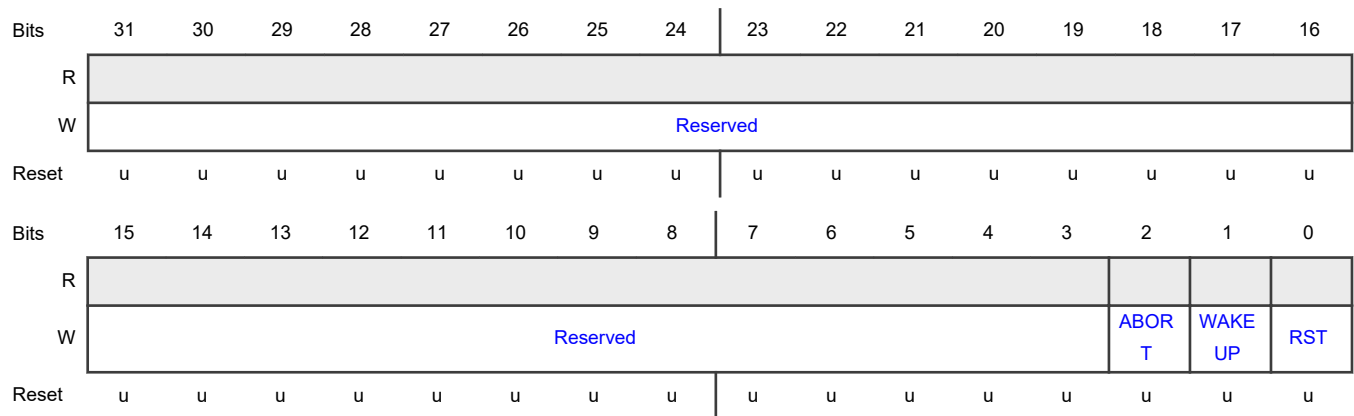 Bits 31 30 29 28 27 26 25 24 23 22 21 20 19 18 17 16
R
W Reserved
Reset u u u u u u u u u u u u u u u u
Bits 15 14 13 12 11 10 9 8 7 6 5 4 3 2 1 0
R
W Reserved ABOR T WAKE UP RST
Reset u u u u u u u u u u u u u u u u